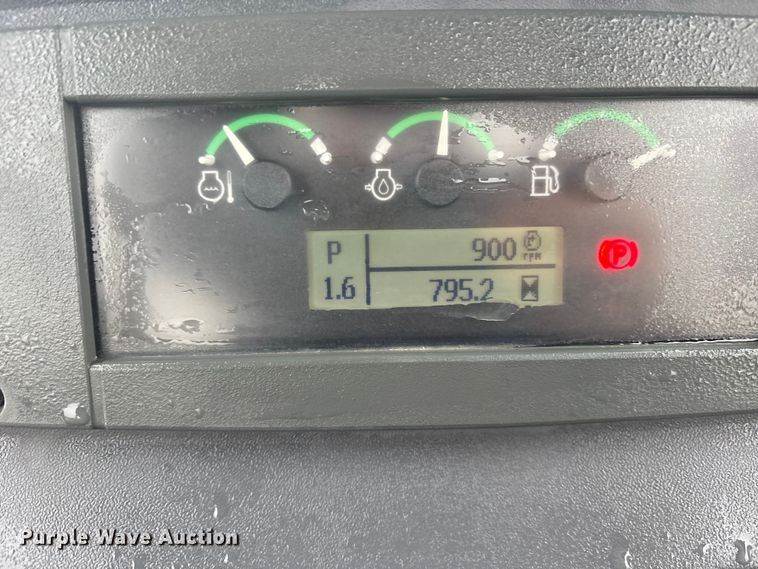 P 900 rpm
1.6 795.2
P
Purple Wave Auction